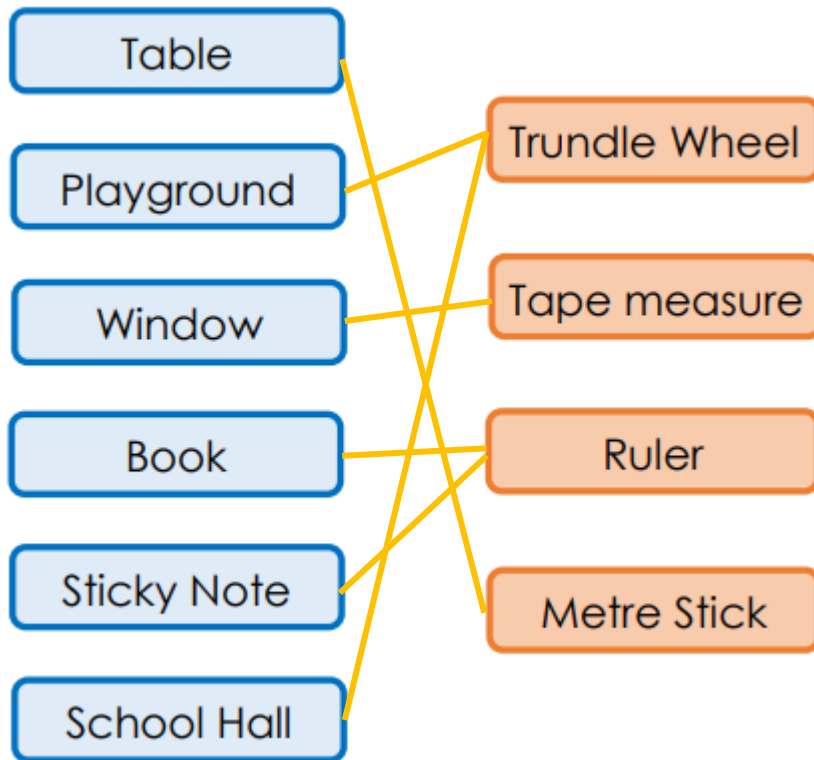 Table
Playground
Window
Book
Sticky Note
School Hall
Trundle Wheel
Tape measure
Ruler
Metre Stick